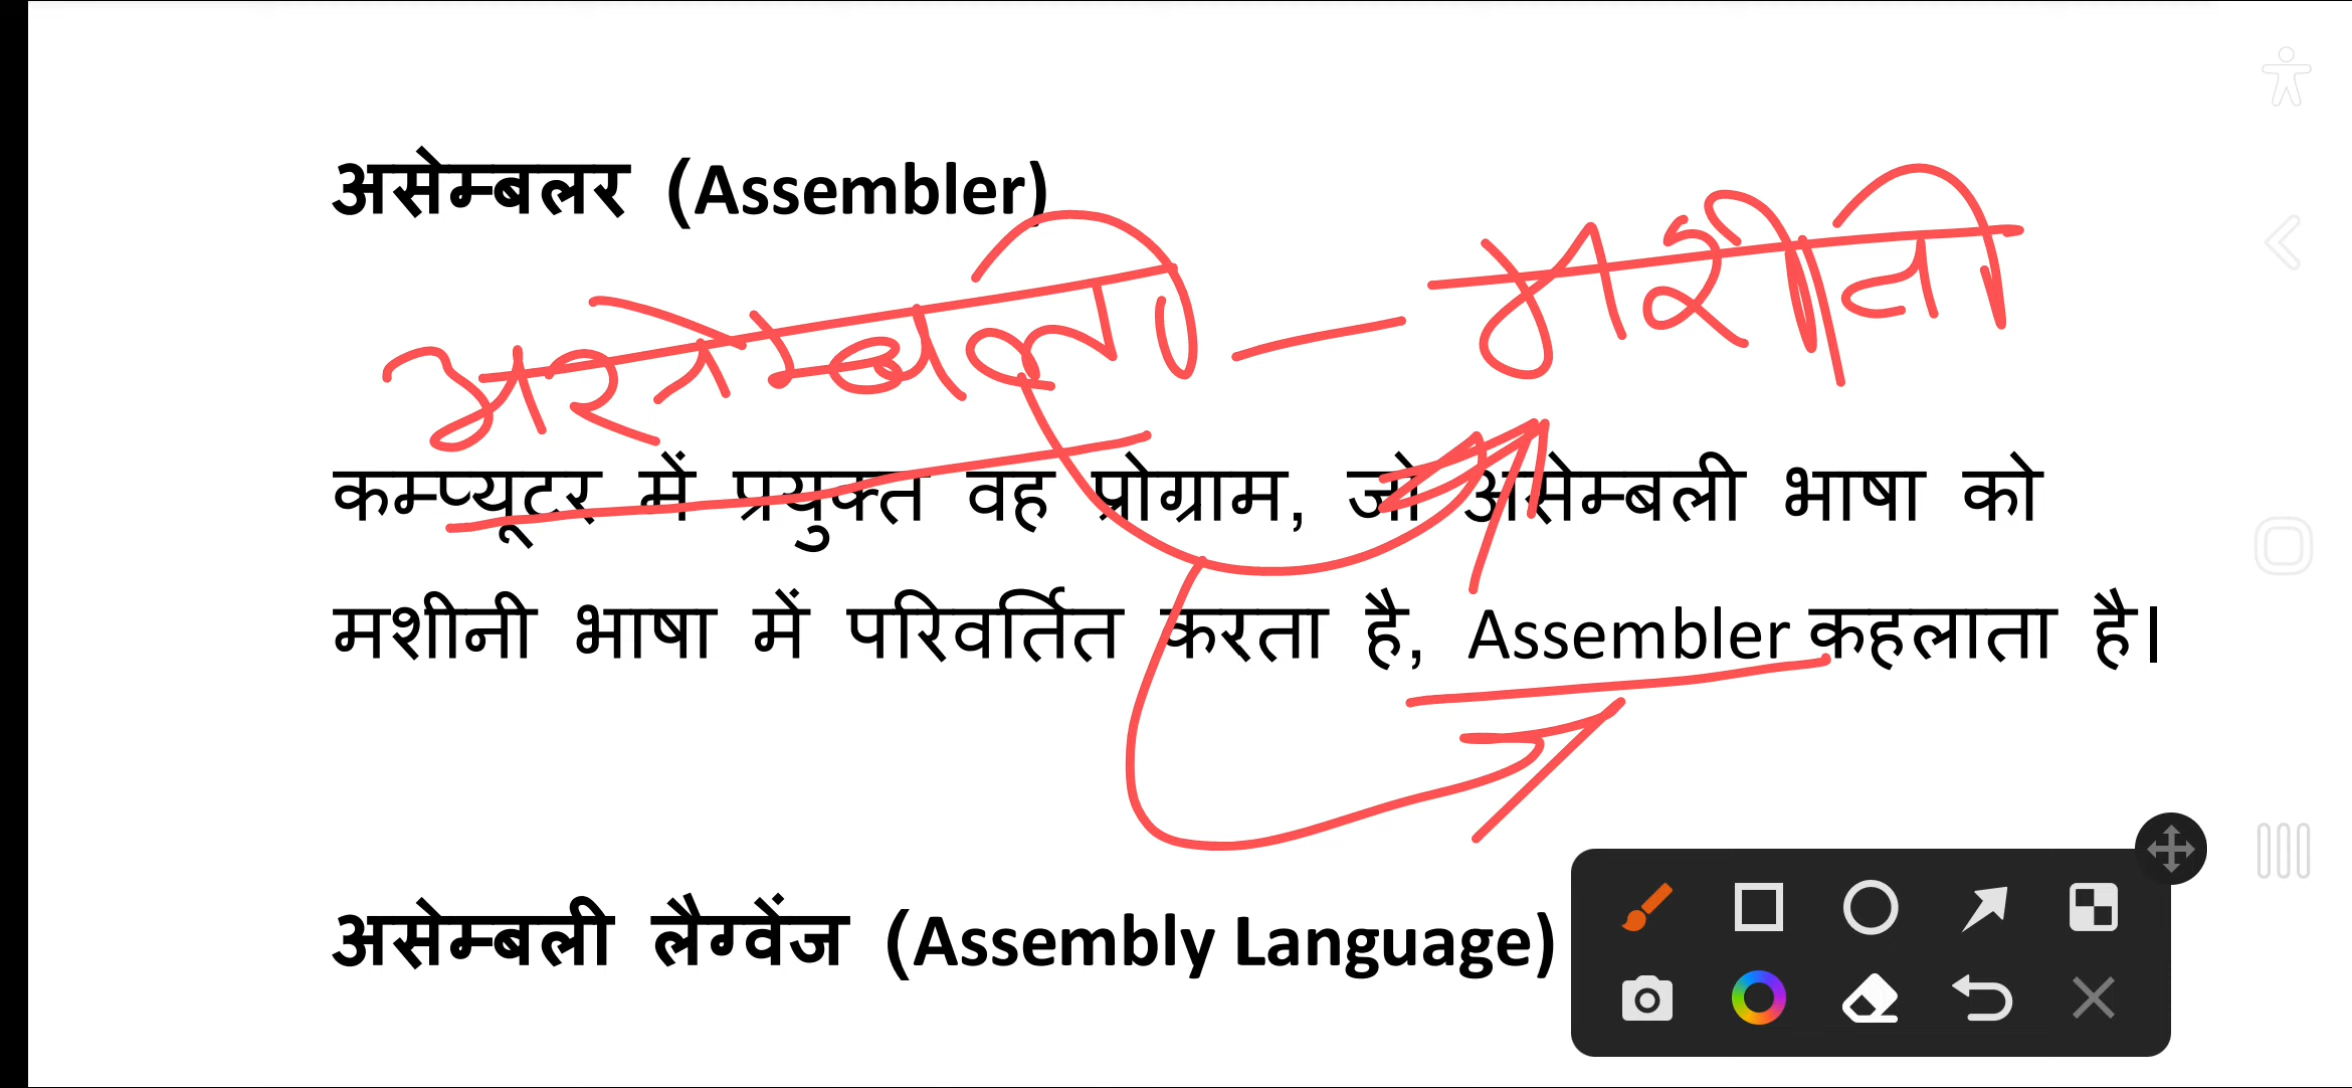 असेम्बलर (Assembler)
असेम्बली — मशीनी
कम्प्यूटर में प्रयुक्त वह प्रोग्राम, जो असेम्बली भाषा को
मशीनी भाषा में परिवर्तित करता है, Assembler कहलाता है।
असेम्बली लैग्वेंज (Assembly Language)